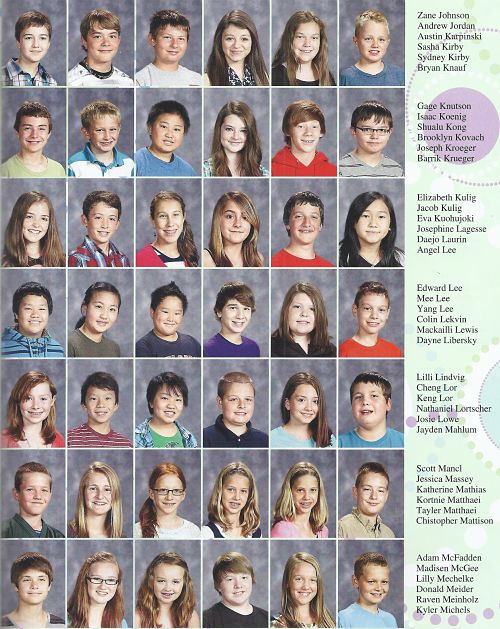 Zane Johnson
Andrew Jordan
Austin Karpinski
Sasha Kirby
Sydney Kirby
Bryan Knauf
Gage Knutson
Isaac Koenig
Shualu Kong
Brooklyn Kovach
Joseph Kroeger
Barrik Krueger
Elizabeth Kulig
Jacob Kulig
Eva Kuohujoki
Josephine Lagesse
Daejo Laurin
Angel Lee
Edward Lee
Mee Lee
Yang Lee
Colin Lekvin
Mackailli Lewis
Dayne Libersky
Lilli Lindvig
Cheng Lor
Keng Lor
Nathaniel Lortscher
Josie Lowe
Jayden Mahlum
Scott Mancl
Jessica Massey
Katherine Mathias
Kortnie Matthaei
Tayler Matthaei
Chistopher Mattison
Adam McFadden
Madisen McGee
Lilly Mechelke
Donald Meider
Raven Meinholz
Kyler Michels